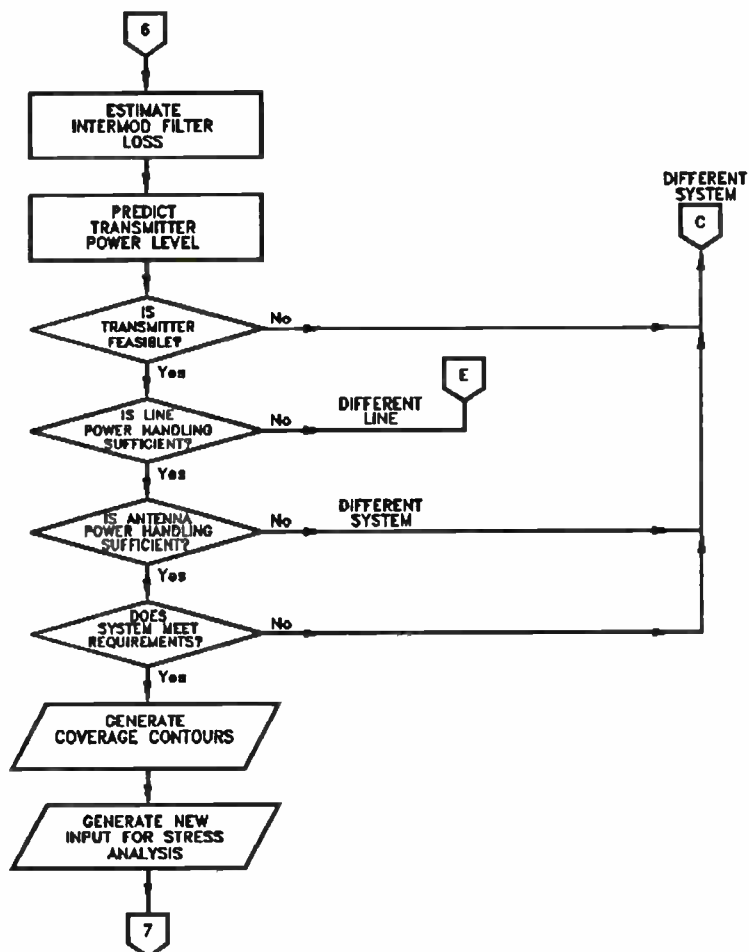 6
ESTIMATE
INTERMOD FILTER
LOSS
PREDICT
TRANSMITTER
POWER LEVEL
DIFFERENT
SYSTEM
C
IS
TRANSMITTER
FEASIBLE?
No
Yes
E
IS LINE
POWER HANDLING
SUFFICIENT?
No
DIFFERENT
LINE
Yes
IS ANTENNA
POWER HANDLING
SUFFICIENT?
No
DIFFERENT
SYSTEM
Yes
DOES
SYSTEM MEET
REQUIREMENTS?
No
Yes
GENERATE
COVERAGE CONTOURS
GENERATE NEW
INPUT FOR STRESS
ANALYSIS
7